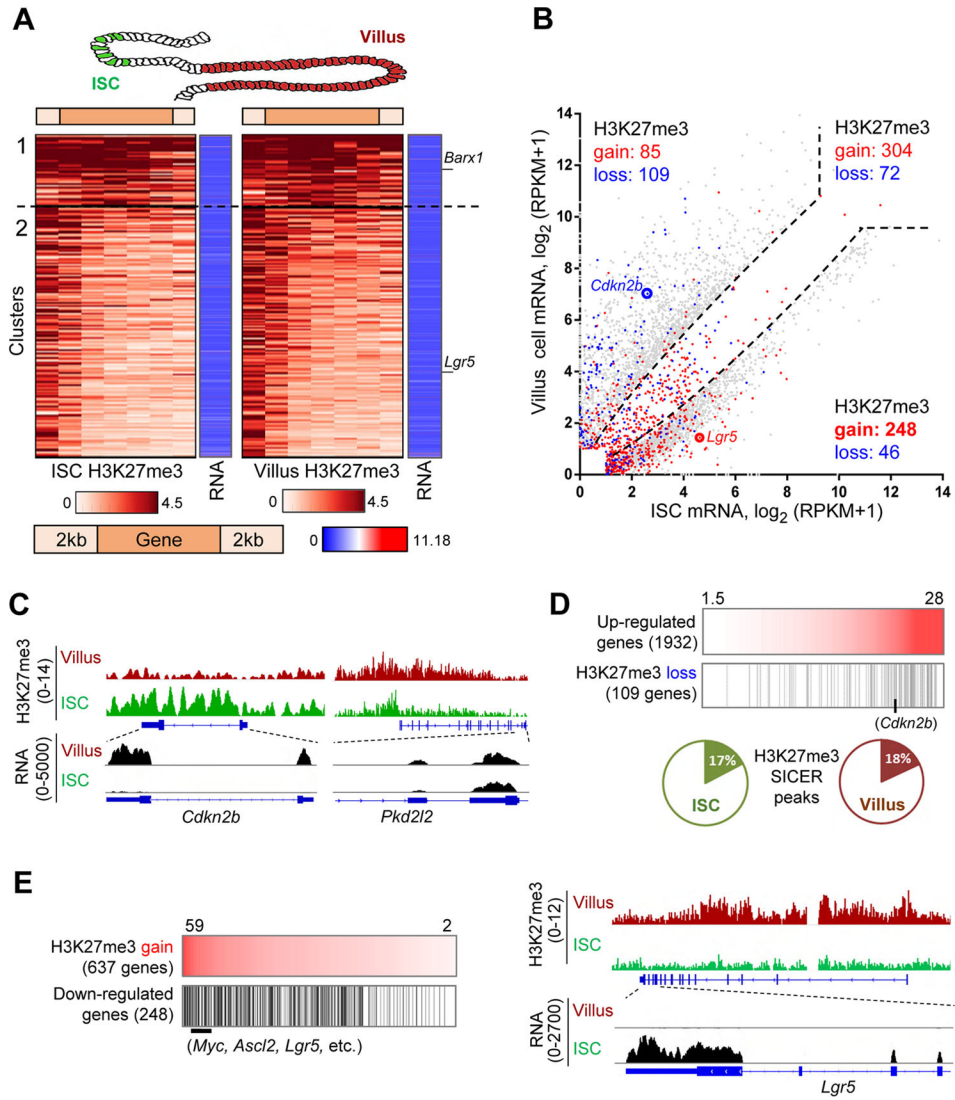 A
Villus
ISC
1
2
Clusters
Barx1
Lgr5
ISC H3K27me3
RNA
Villus H3K27me3
RNA
0 4.5
0 4.5
2kb Gene 2kb
0 11.18
B
Villus cell mRNA, log2 (RPKM+1)
14
12
10
8
6
4
2
0
H3K27me3
gain: 85
loss: 109
H3K27me3
gain: 304
loss: 72
Cdkn2b
Lgr5
H3K27me3
gain: 248
loss: 46
0 2 4 6 8 10 12 14
ISC mRNA, log2 (RPKM+1)
C
H3K27me3
(0-14)
Villus
ISC
RNA
(0-5000)
Villus
ISC
Cdkn2b
Pkd2l2
D
1.5 28
Up-regulated
genes (1932)
H3K27me3 loss
(109 genes)
(Cdkn2b)
17%
ISC
H3K27me3
SICER
peaks
18%
Villus
E
59 2
H3K27me3 gain
(637 genes)
Down-regulated
genes (248)
(Myc, Ascl2, Lgr5, etc.)
H3K27me3
(0-12)
Villus
ISC
RNA
(0-2700)
Villus
ISC
Lgr5